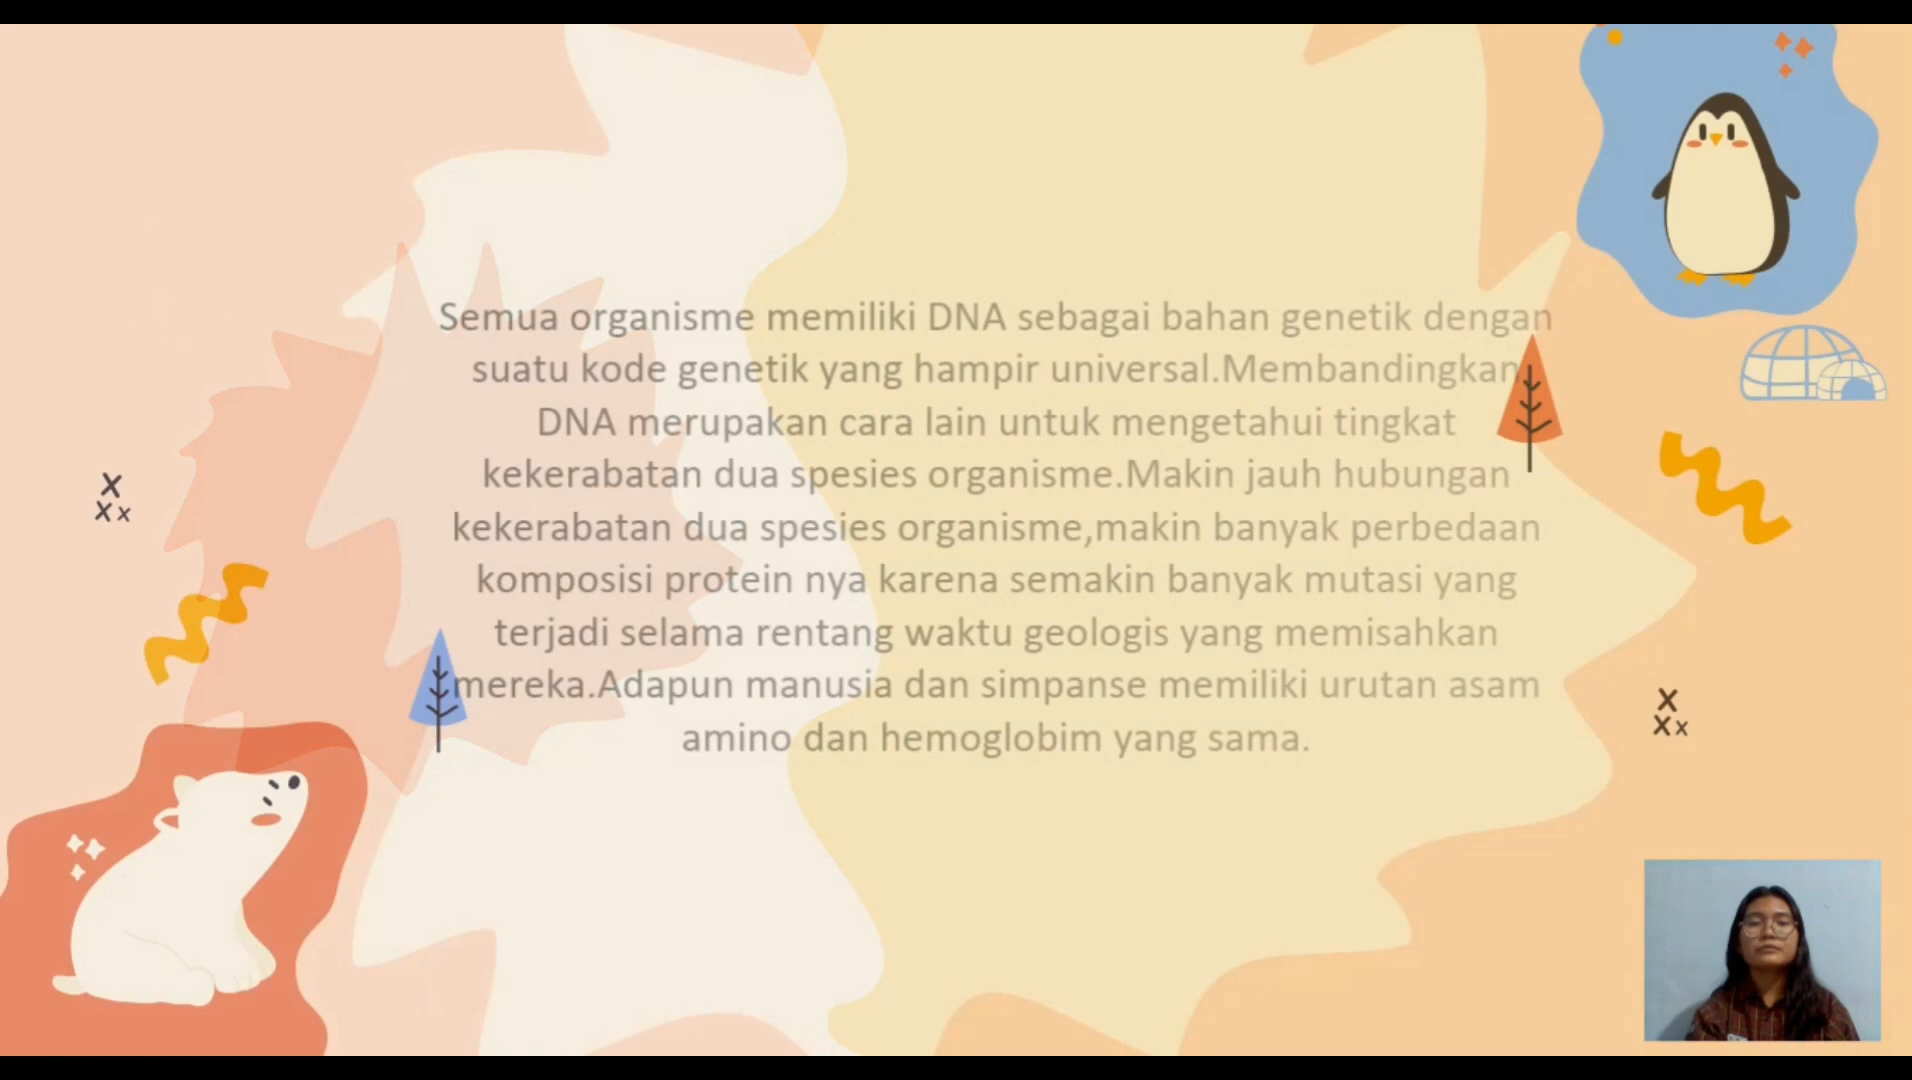 Semua organisme memiliki DNA sebagai bahan genetik dengan
suatu kode genetik yang hampir universal.Membandingkan
DNA merupakan cara lain untuk mengetahui tingkat
kekerabatan dua spesies organisme.Makin jauh hubungan
kekerabatan dua spesies organisme,makin banyak perbedaan
komposisi protein nya karena semakin banyak mutasi yang
terjadi selama rentang waktu geologis yang memisahkan
mereka.Adapun manusia dan simpanse memiliki urutan asam
amino dan hemoglobim yang sama.